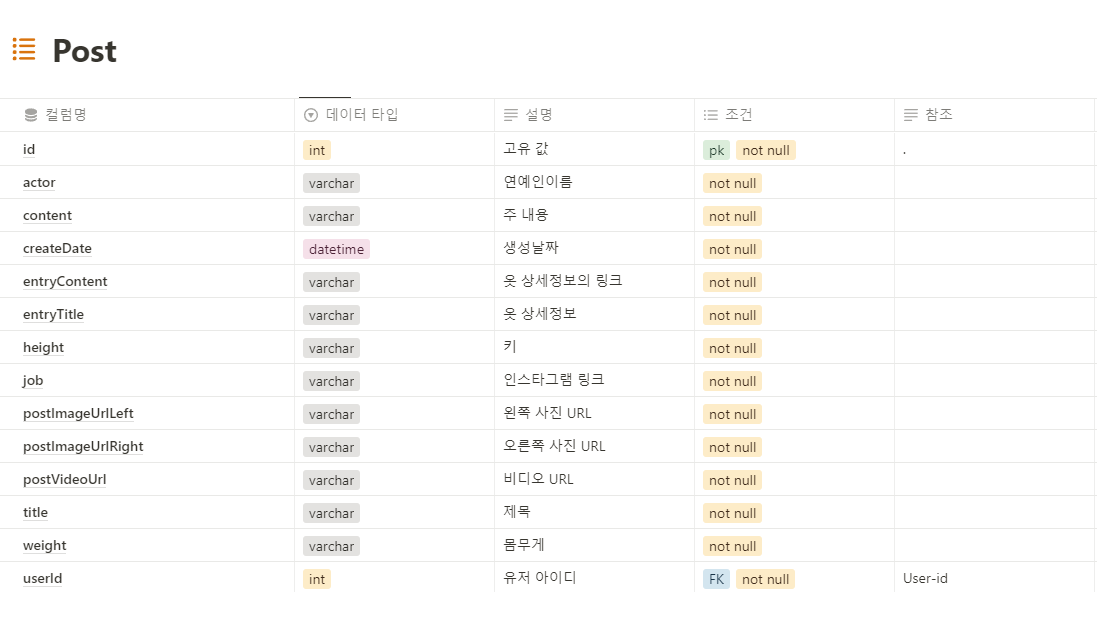 Post
컬럼명 데이터 타입 설명 조건 참조
id int 고유 값 pk not null .
actor varchar 연예인이름 not null
content varchar 주 내용 not null
createDate datetime 생성날짜 not null
entryContent varchar 옷 상세정보의 링크 not null
entryTitle varchar 옷 상세정보 not null
height varchar 키 not null
job varchar 인스타그램 링크 not null
postImageUrlLeft varchar 왼쪽 사진 URL not null
postImageUrlRight varchar 오른쪽 사진 URL not null
postVideoUrl varchar 비디오 URL not null
title varchar 제목 not null
weight varchar 몸무게 not null
userId int 유저 아이디 FK not null User-id